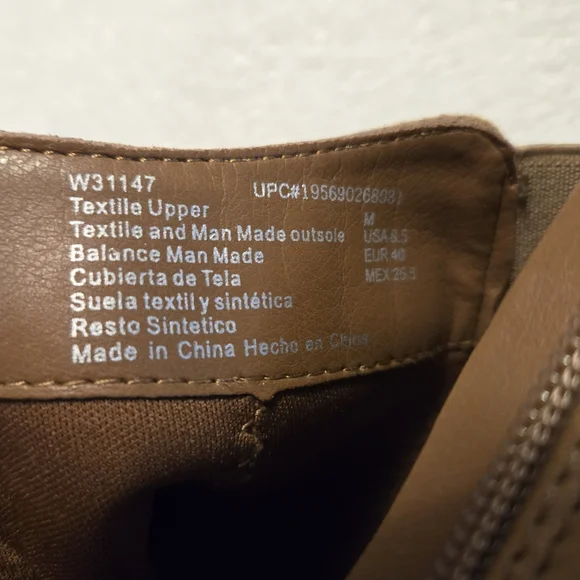 W31147
Textile Upper
Textile and Man Made outsole
Balance Man Made
Cubierta de Tela
Suela textil y sintética
Resto Sintetico
Made in China Hecho en China
UPC#195690268081
M
USA 8.5
EUR 40
MEX 25.5